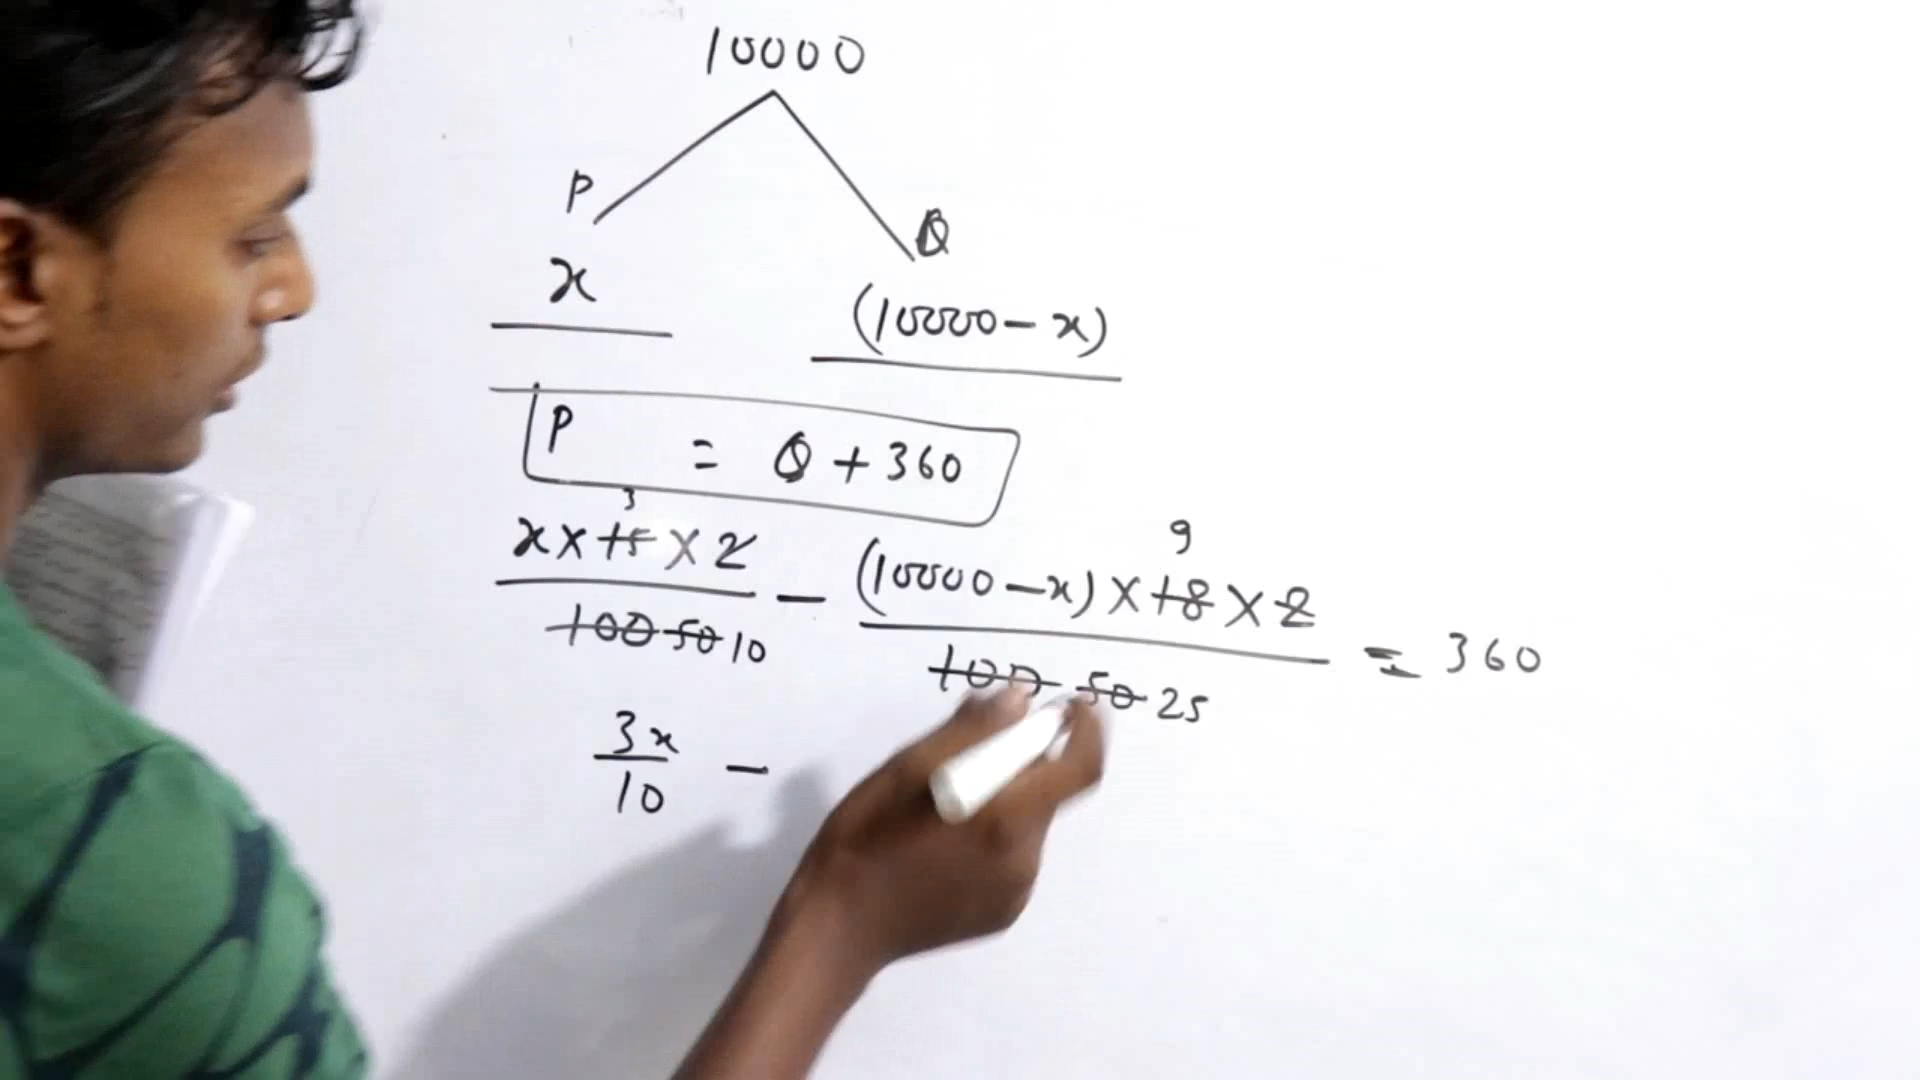 10000
P
Q
x
(10000 - x)
P = Q + 360
3
9
x × 15 × 2
(10000 - x) × 18 × 2
-
= 360
100 50 10
100 50 25
3x
-
10